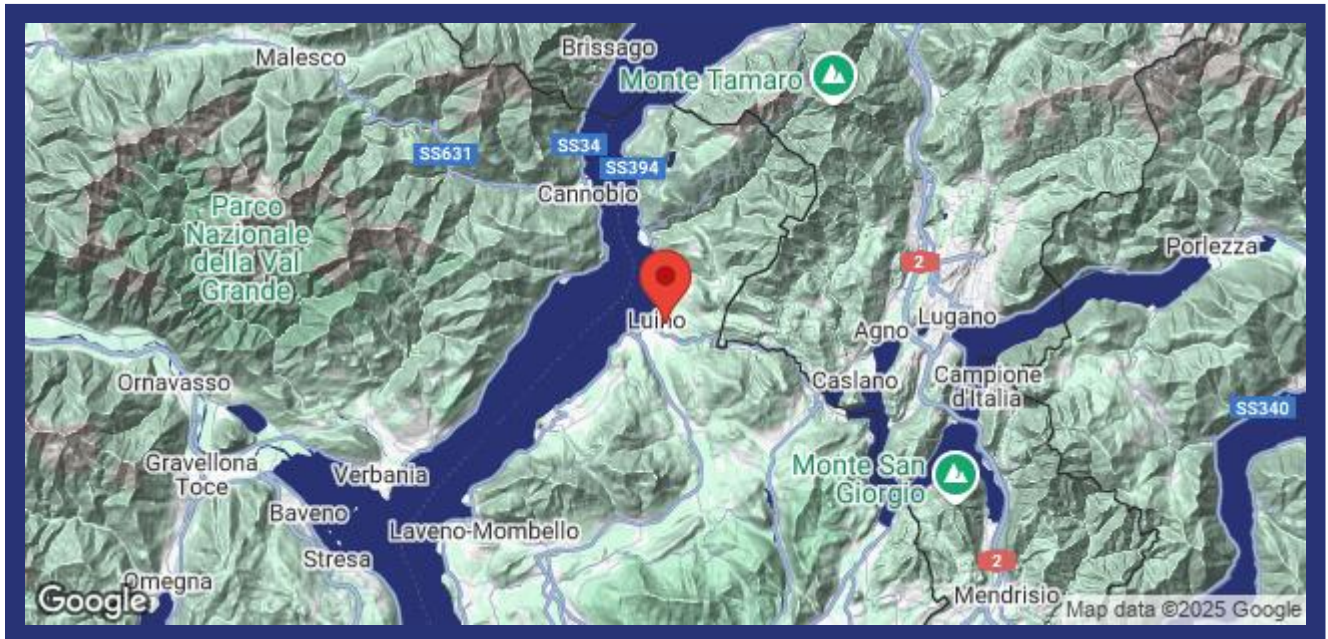 Malesco
Brissago
Monte Tamaro
SS631
SS34
SS394
Cannobio
Parco
Nazionale
della Val
Grande
Porlezza
2
Luino
Agno
Lugano
Ornavasso
Caslano
Campione
d'Italia
SS340
Gravellona
Toce
Verbania
Monte San
Giorgio
Baveno
Laveno-Mombello
Stresa
2
Omegna
Mendrisio
Google
Map data ©2025 Google